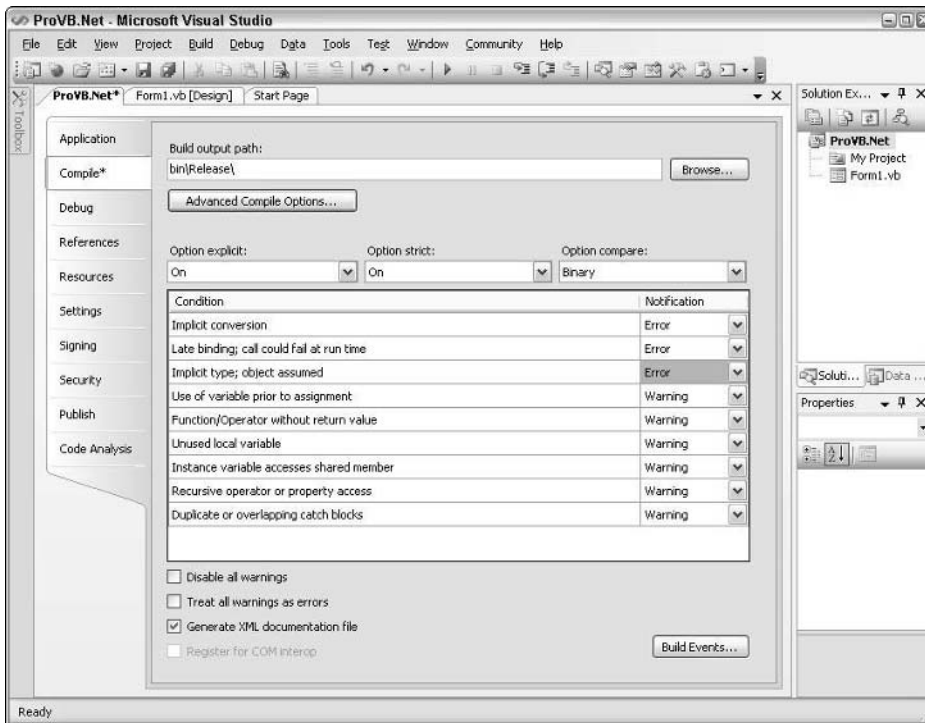 ProVB.Net - Microsoft Visual Studio
File Edit View Project Build Debug Data Tools Test Window Community Help
Toolbox
ProVB.Net* Form1.vb [Design] Start Page
Application
Compile*
Debug
References
Resources
Settings
Signing
Security
Publish
Code Analysis
Build output path:
bin\Release\
Browse...
Advanced Compile Options...
Option explicit: Option strict: Option compare:
On On Binary
Condition Notification
Implicit conversion Error
Late binding; call could fail at run time Error
Implicit type; object assumed Error
Use of variable prior to assignment Warning
Function/Operator without return value Warning
Unused local variable Warning
Instance variable accesses shared member Warning
Recursive operator or property access Warning
Duplicate or overlapping catch blocks Warning
Disable all warnings
Treat all warnings as errors
Generate XML documentation file
Register for COM interop
Build Events...
Solution Ex...
ProVB.Net
My Project
Form1.vb
Soluti... Data ...
Properties
Ready